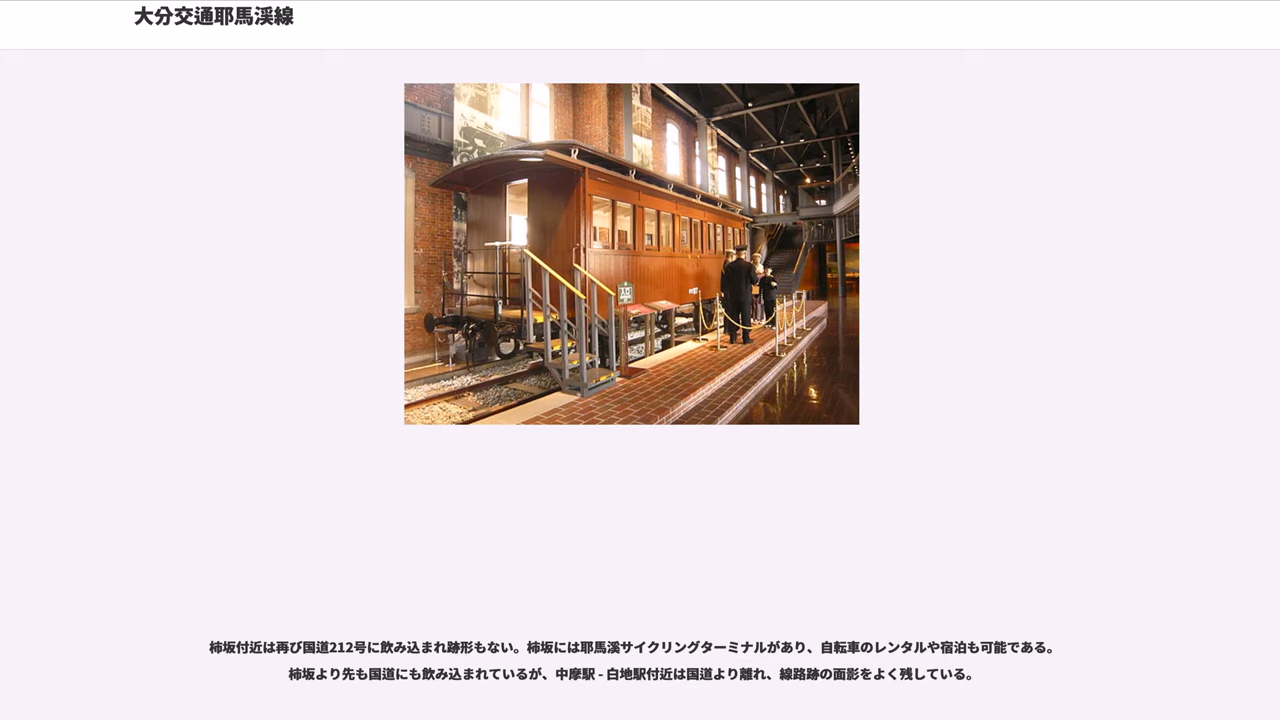 大分交通耶馬渓線
柿坂付近は再び国道212号に飲み込まれ跡形もない。柿坂には耶馬溪サイクリングターミナルがあり、自転車のレンタルや宿泊も可能である。
柿坂より先も国道にも飲み込まれているが、中摩駅 - 白地駅付近は国道より離れ、線路跡の面影をよく残している。